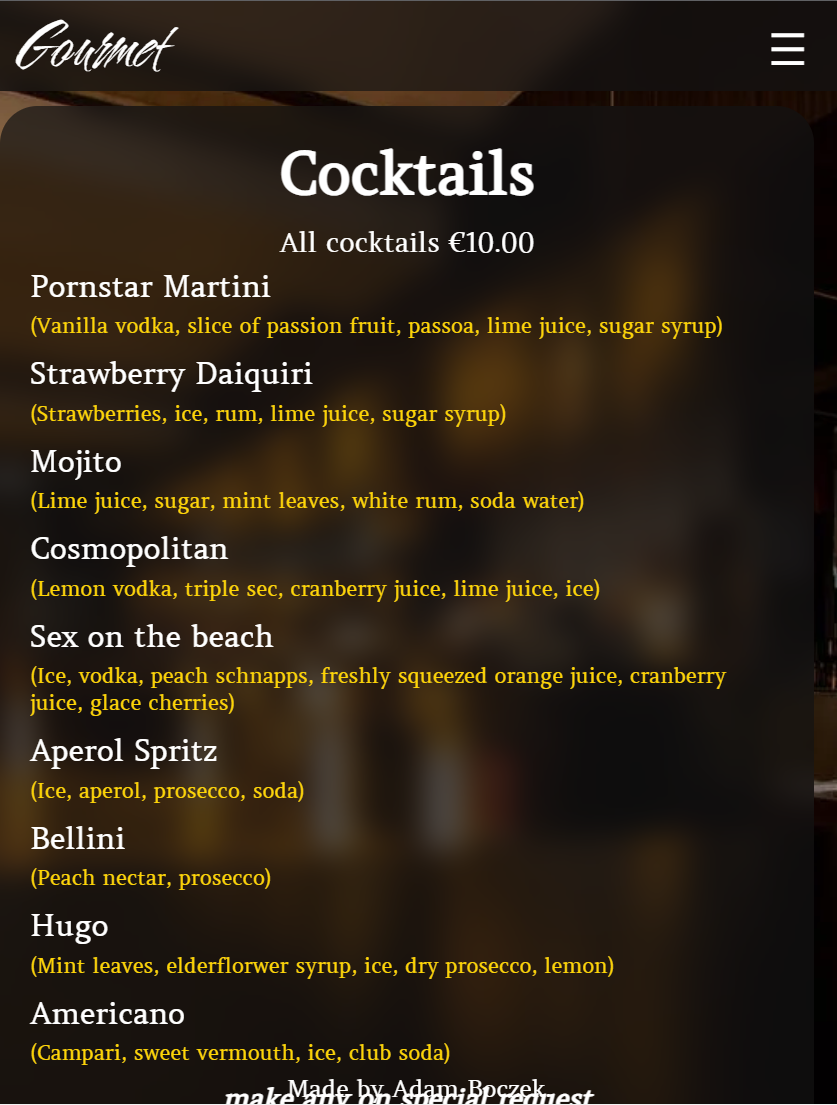 Gourmet
Cocktails
All cocktails €10.00
Pornstar Martini
(Vanilla vodka, slice of passion fruit, passoa, lime juice, sugar syrup)
Strawberry Daiquiri
(Strawberries, ice, rum, lime juice, sugar syrup)
Mojito
(Lime juice, sugar, mint leaves, white rum, soda water)
Cosmopolitan
(Lemon vodka, triple sec, cranberry juice, lime juice, ice)
Sex on the beach
(Ice, vodka, peach schnapps, freshly squeezed orange juice, cranberry
juice, glace cherries)
Aperol Spritz
(Ice, aperol, prosecco, soda)
Bellini
(Peach nectar, prosecco)
Hugo
(Mint leaves, elderflorwer syrup, ice, dry prosecco, lemon)
Americano
(Campari, sweet vermouth, ice, club soda)
Made by Adam Boczek
make any on special request